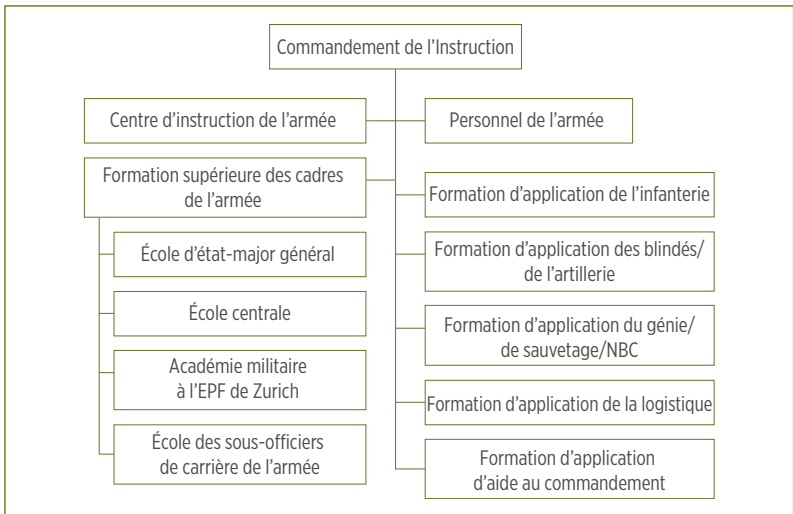 Commandement de l’Instruction
Centre d’instruction de l’armée
Personnel de l’armée
Formation supérieure des cadres
de l’armée
École d’état-major général
École centrale
Académie militaire
à l’EPF de Zurich
École des sous-officiers
de carrière de l’armée
Formation d’application de l’infanterie
Formation d’application des blindés/
de l’artillerie
Formation d’application du génie/
de sauvetage/NBC
Formation d’application de la logistique
Formation d’application
d’aide au commandement